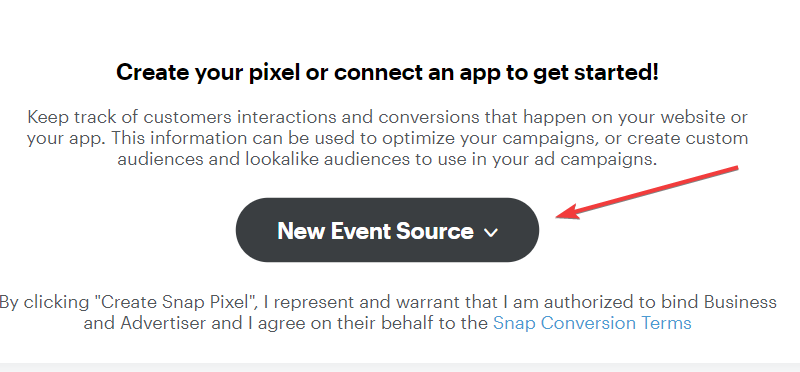 Create your pixel or connect an app to get started!
Keep track of customers interactions and conversions that happen on your website or
your app. This information can be used to optimize your campaigns, or create custom
audiences and lookalike audiences to use in your ad campaigns.
New Event Source
By clicking "Create Snap Pixel", I represent and warrant that I am authorized to bind Business
and Advertiser and I agree on their behalf to the Snap Conversion Terms